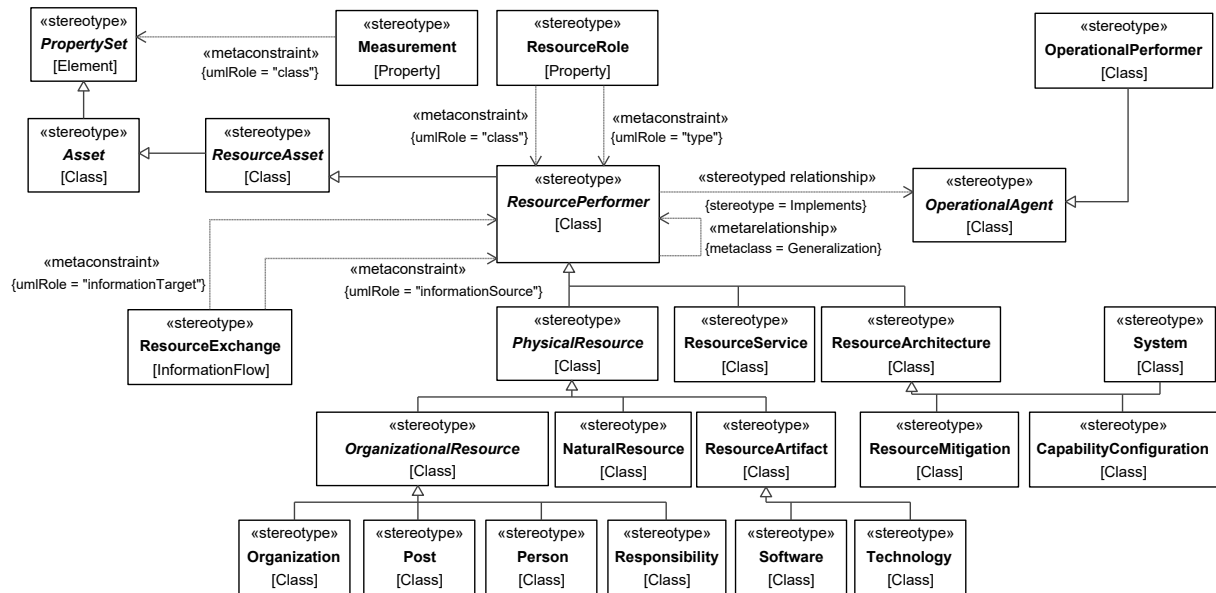 «stereotype»
PropertySet
[Element]
«metaconstraint»
{umlRole = "class"}
«stereotype»
Measurement
[Property]
«stereotype»
ResourceRole
[Property]
«stereotype»
OperationalPerformer
[Class]
«metaconstraint»
{umlRole = "class"}
«metaconstraint»
{umlRole = "type"}
«stereotype»
Asset
[Class]
«stereotype»
ResourceAsset
[Class]
«stereotype»
ResourcePerformer
[Class]
«stereotyped relationship»
{stereotype = Implements}
«metarelationship»
{metaclass = Generalization}
«stereotype»
OperationalAgent
[Class]
«metaconstraint»
{umlRole = "informationTarget"}
«metaconstraint»
{umlRole = "informationSource"}
«stereotype»
ResourceExchange
[InformationFlow]
«stereotype»
PhysicalResource
[Class]
«stereotype»
ResourceService
[Class]
«stereotype»
ResourceArchitecture
[Class]
«stereotype»
System
[Class]
«stereotype»
OrganizationalResource
[Class]
«stereotype»
NaturalResource
[Class]
«stereotype»
ResourceArtifact
[Class]
«stereotype»
ResourceMitigation
[Class]
«stereotype»
CapabilityConfiguration
[Class]
«stereotype»
Organization
[Class]
«stereotype»
Post
[Class]
«stereotype»
Person
[Class]
«stereotype»
Responsibility
[Class]
«stereotype»
Software
[Class]
«stereotype»
Technology
[Class]